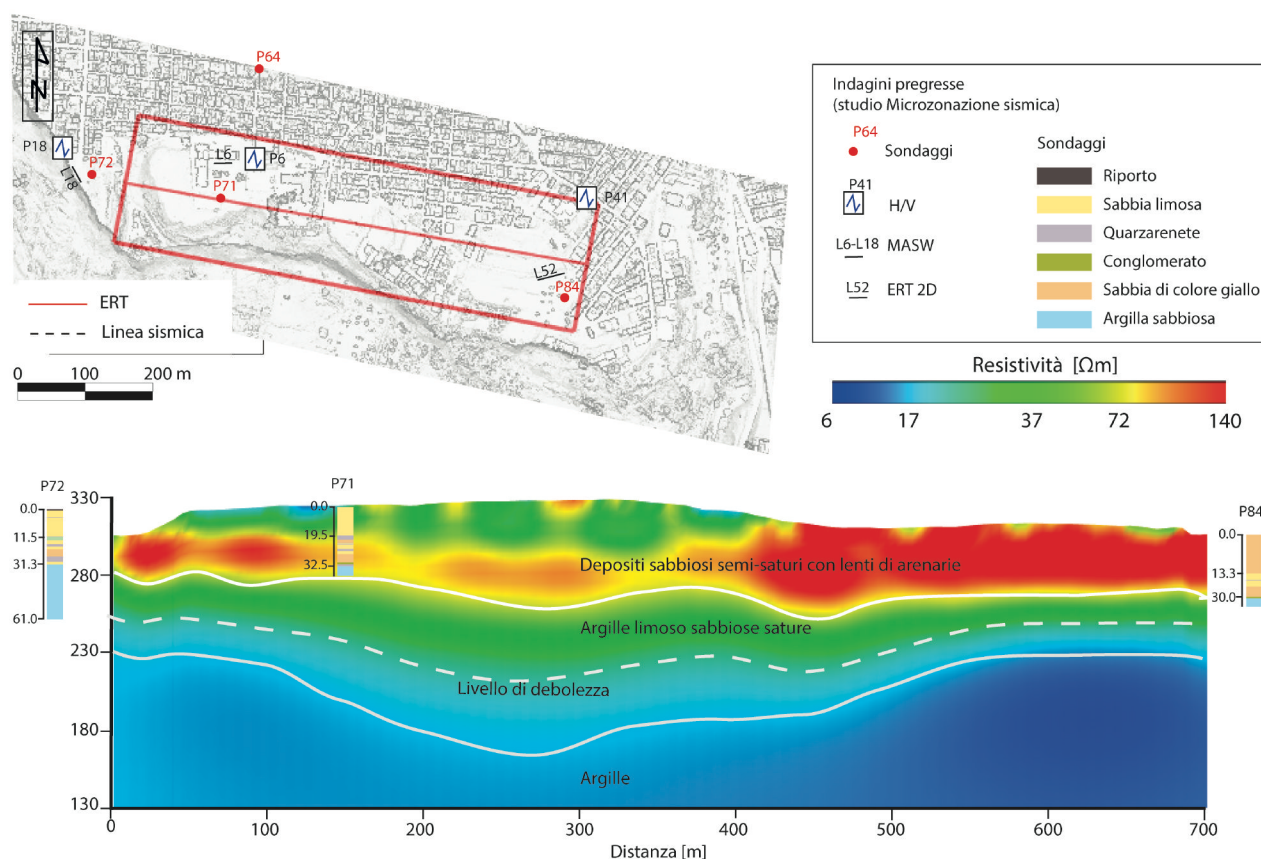 N
P64
P18
P72
L18
L6
P6
P71
P41
L52
P84
ERT
Linea sismica
0 100 200 m
Indagini pregresse
(studio Microzonazione sismica)
P64
Sondaggi
P41
H/V
L6-L18
MASW
L52
ERT 2D
Sondaggi
Riporto
Sabbia limosa
Quarzarenete
Conglomerato
Sabbia di colore giallo
Argilla sabbiosa
Resistività [Ωm]
6 17 37 72 140
P72
0.0
11.5
31.3
61.0
330
280
230
180
130
P71
0.0
19.5
32.5
Depositi sabbiosi semi-saturi con lenti di arenarie
Argille limoso sabbiose sature
Livello di debolezza
Argille
P84
0.0
13.3
30.0
0 100 200 300 400 500 600 700
Distanza [m]